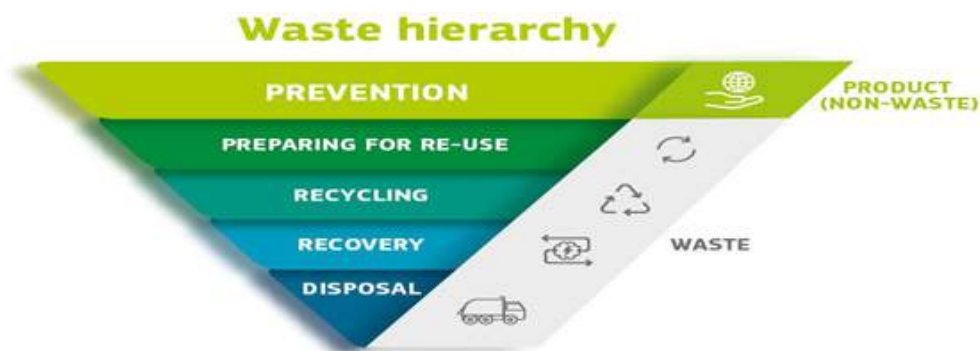 Waste hierarchy
PREVENTION
PRODUCT
(NON-WASTE)
PREPARING FOR RE-USE
RECYCLING
RECOVERY
WASTE
DISPOSAL